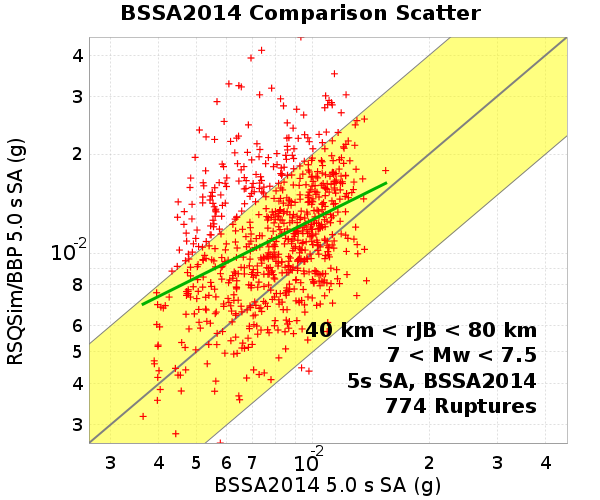 BSSA2014 Comparison Scatter
RSQSim/BBP 5.0 s SA (g)
4
3
2
10-2
8
6
5
4
3
40 km < rJB < 80 km
7 < Mw < 7.5
5s SA, BSSA2014
774 Ruptures
3 4 5 6 7 10-2 2 3 4
BSSA2014 5.0 s SA (g)